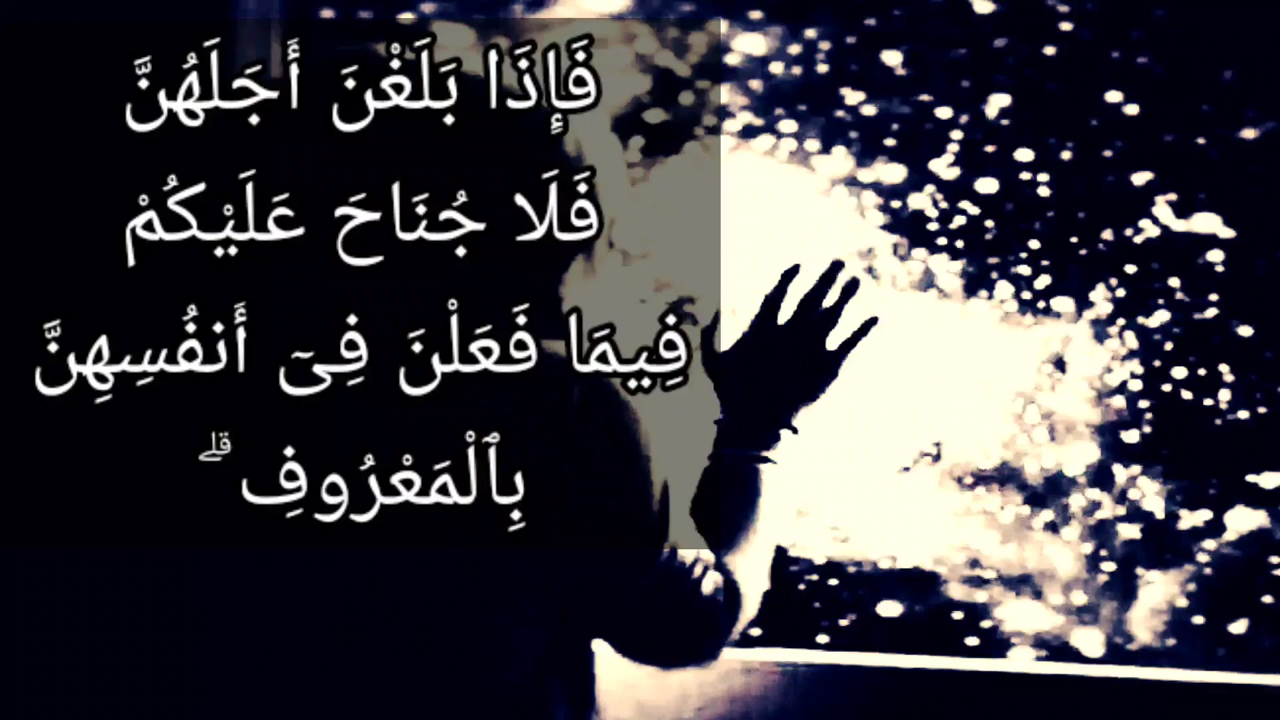 فَإِذَا بَلَغْنَ أَجَلَهُنَّ
فَلَا جُنَاحَ عَلَيْكُمْ
فِيمَا فَعَلْنَ فِىٓ أَنفُسِهِنَّ
بِٱلْمَعْرُوفِ ۗ